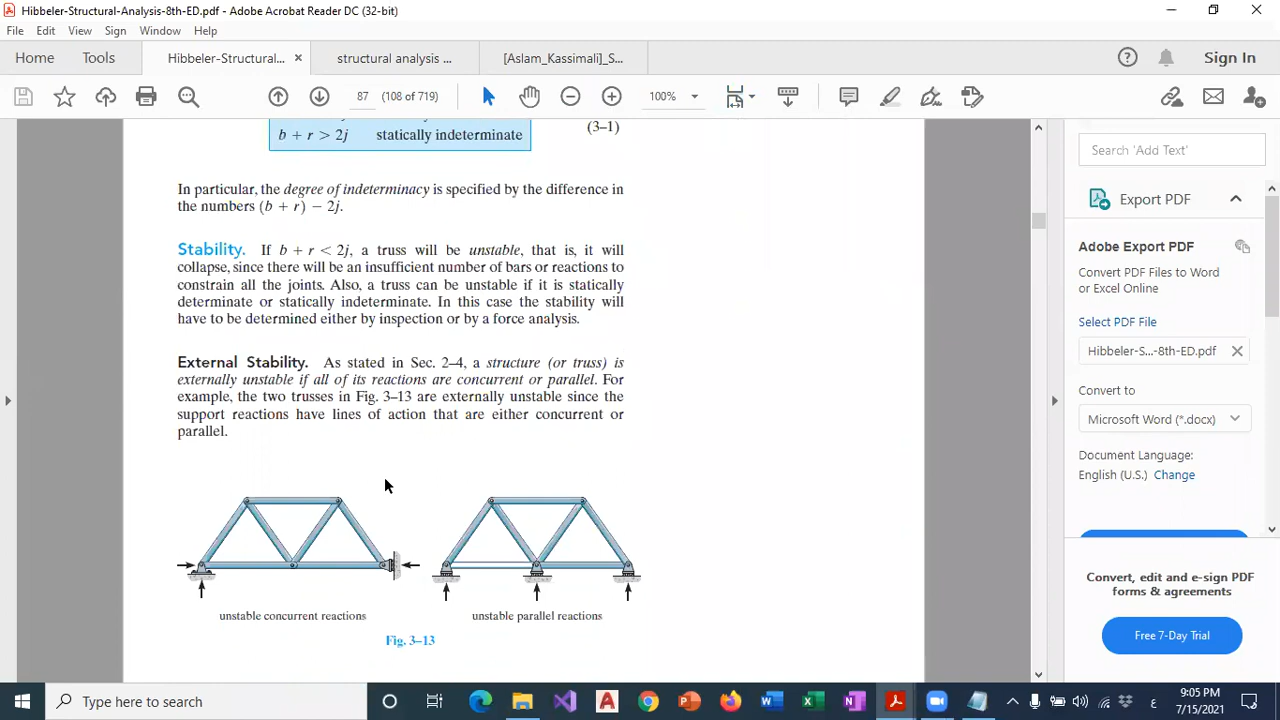 Hibbeler-Structural-Analysis-8th-ED.pdf - Adobe Acrobat Reader DC (32-bit)
File Edit View Sign Window Help
Home Tools Hibbeler-Structural... × structural analysis ... [Aslam_Kassimali]_S... Sign In
87 (108 of 719) 100%
b + r > 2j statically indeterminate
(3–1)
In particular, the degree of indeterminacy is specified by the difference in
the numbers (b + r) − 2j.
Stability. If b + r < 2j, a truss will be unstable, that is, it will
collapse, since there will be an insufficient number of bars or reactions to
constrain all the joints. Also, a truss can be unstable if it is statically
determinate or statically indeterminate. In this case the stability will
have to be determined either by inspection or by a force analysis.
External Stability. As stated in Sec. 2–4, a structure (or truss) is
externally unstable if all of its reactions are concurrent or parallel. For
example, the two trusses in Fig. 3–13 are externally unstable since the
support reactions have lines of action that are either concurrent or
parallel.
unstable concurrent reactions
unstable parallel reactions
Fig. 3–13
Search 'Add Text'
Export PDF
Adobe Export PDF
Convert PDF Files to Word
or Excel Online
Select PDF File
Hibbeler-S...-8th-ED.pdf
Convert to
Microsoft Word (*.docx)
Document Language:
English (U.S.) Change
Convert, edit and e-sign PDF
forms & agreements
Free 7-Day Trial
Type here to search
ع
9:05 PM
7/15/2021